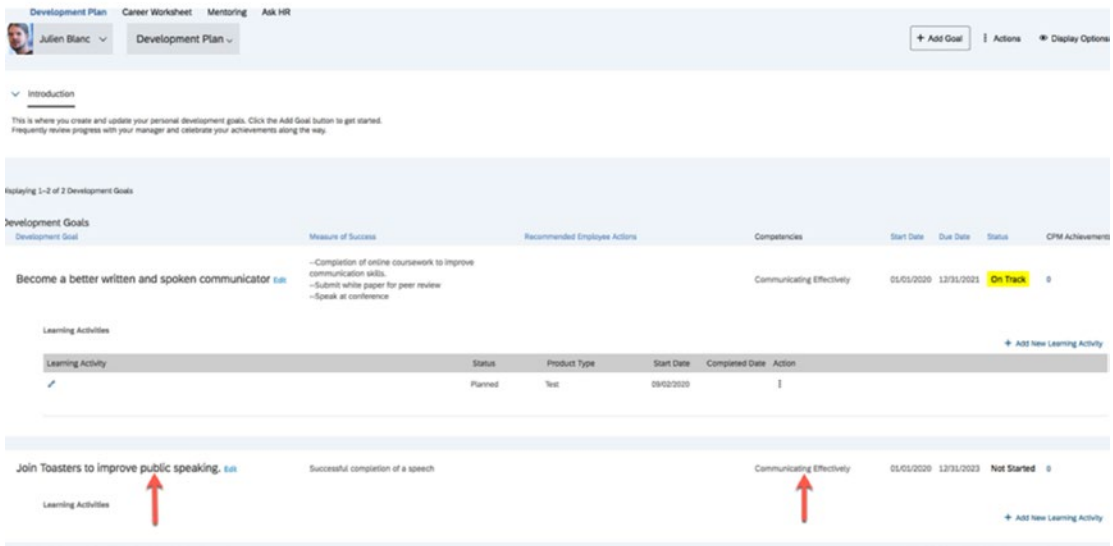 Development Plan Career Worksheet Mentoring Ask HR
Julien Blanc Development Plan + Add Goal Actions Display Options
Introduction
This is where you create and update your personal development goals. Click the Add Goal button to get started.
Frequently review progress with your manager and celebrate your achievements along the way.
isplaying 1–2 of 2 Development Goals
Development Goals
Development Goal Measure of Success Recommended Employee Actions Competencies Start Date Due Date Status CPM Achievements
--Completion of online coursework to improve
communication skills.
Become a better written and spoken communicator Edit Communicating Effectively 01/01/2020 12/31/2021 On Track 0
--Submit white paper for peer review
--Speak at conference
Learning Activities
+ Add New Learning Activity
Learning Activity Status Product Type Start Date Completed Date Action
Planned Test 09/02/2020
Join Toasters to improve public speaking. Edit Successful completion of a speech Communicating Effectively 01/01/2020 12/31/2023 Not Started 0
Learning Activities
+ Add New Learning Activity